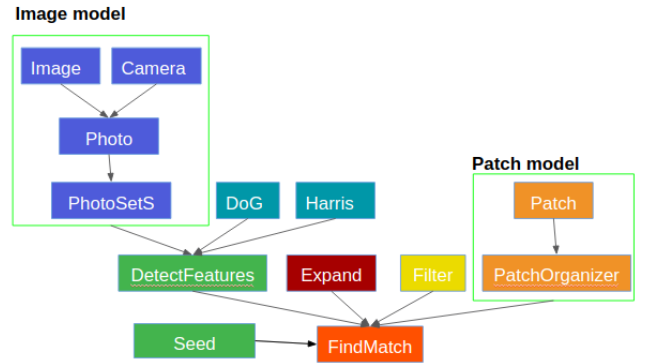 Image model
Image
Camera
Photo
PhotoSetS
DoG
Harris
Patch model
Patch
DetectFeatures
Expand
Filter
PatchOrganizer
Seed
FindMatch